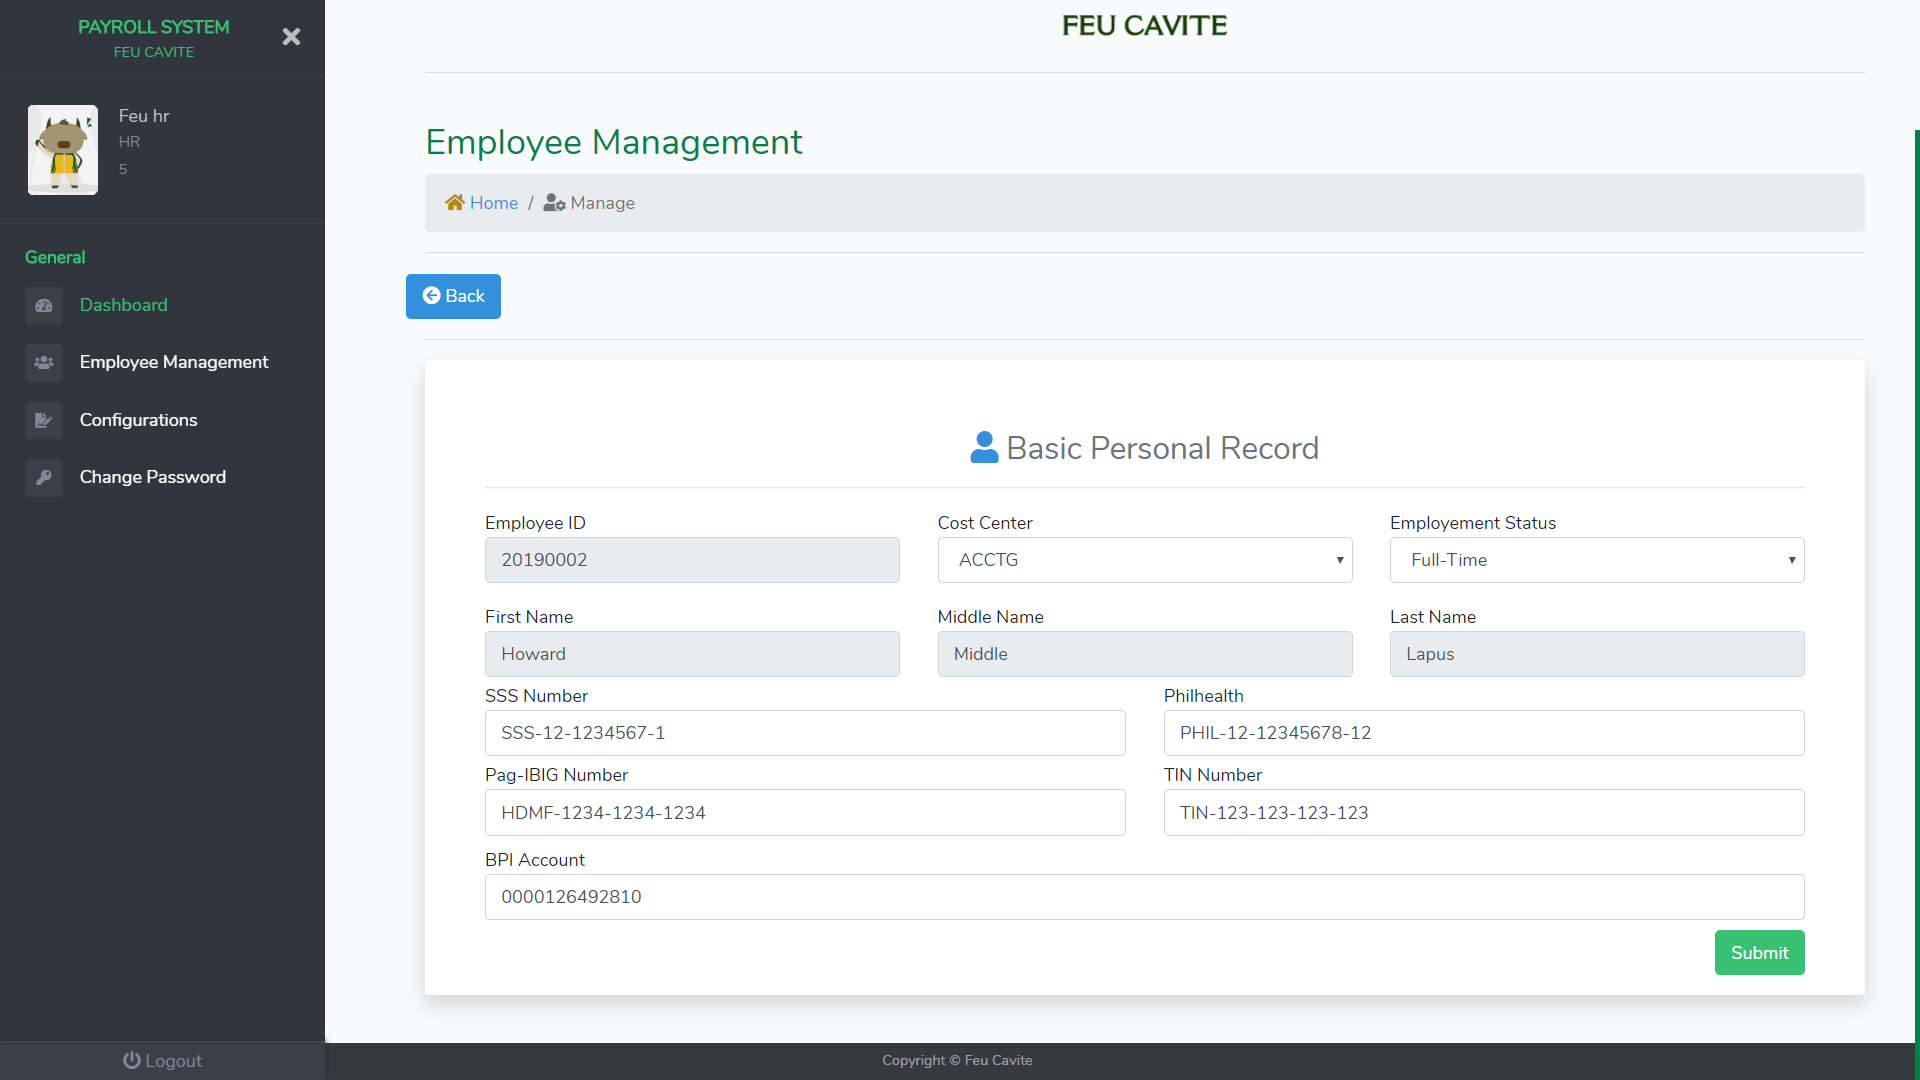 PAYROLL SYSTEM
FEU CAVITE
Feu hr
HR
5
General
Dashboard
Employee Management
Configurations
Change Password
Logout
FEU CAVITE
Employee Management
Home / Manage
Back
Basic Personal Record
Employee ID Cost Center Employement Status
20190002 ACCTG Full-Time
First Name Middle Name Last Name
Howard Middle Lapus
SSS Number Philhealth
SSS-12-1234567-1 PHIL-12-12345678-12
Pag-IBIG Number TIN Number
HDMF-1234-1234-1234 TIN-123-123-123-123
BPI Account
0000126492810
Submit
Copyright © Feu Cavite